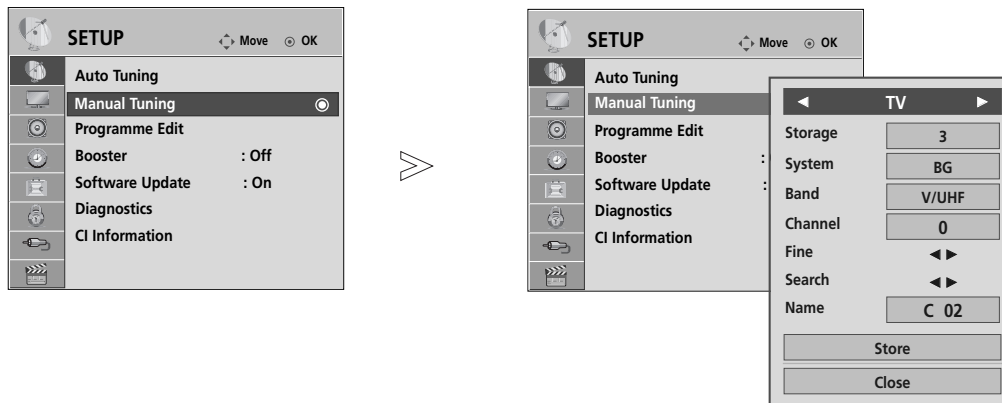 SETUP Move OK
Auto Tuning
Manual Tuning
Programme Edit
Booster : Off
Software Update : On
Diagnostics
CI Information
SETUP Move OK
Auto Tuning
Manual Tuning
Programme Edit
Booster :
Software Update :
Diagnostics
CI Information
◄ TV ►
Storage 3
System BG
Band V/UHF
Channel 0
Fine ◄ ►
Search ◄ ►
Name C 02
Store
Close